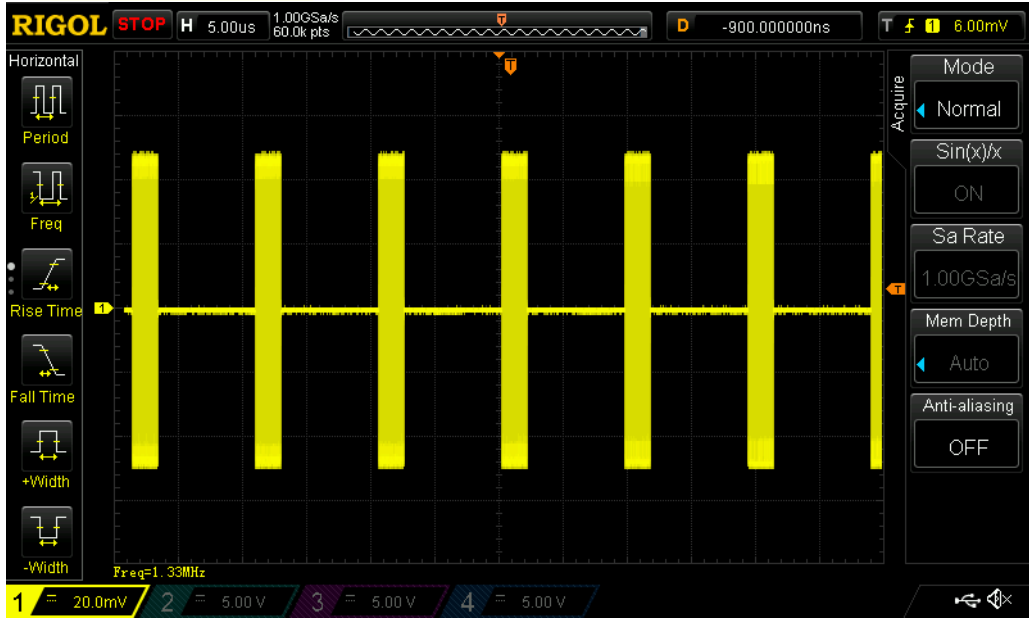 RIGOL STOP H 5.00us 1.00GSa/s 60.0k pts T D -900.000000ns T 1 6.00mV
Horizontal
Period
Freq
Rise Time
Fall Time
+Width
-Width
T
1
T
Freq=1.33MHz
Acquire
Mode
Normal
Sin(x)/x
ON
Sa Rate
1.00GSa/s
Mem Depth
Auto
Anti-aliasing
OFF
1 20.0mV 2 5.00 V 3 5.00 V 4 5.00 V